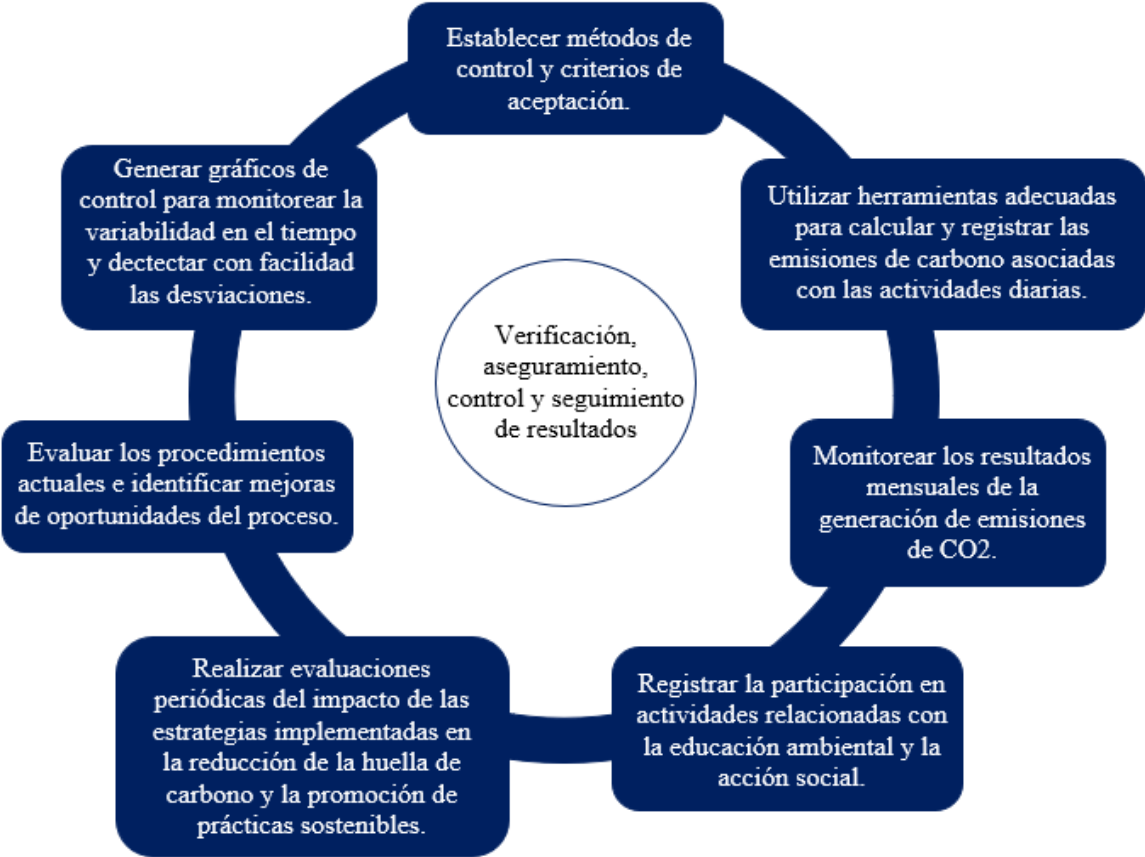 Establecer métodos de
control y criterios de
aceptación.
Utilizar herramientas adecuadas
para calcular y registrar las
emisiones de carbono asociadas
con las actividades diarias.
Monitorear los resultados
mensuales de la
generación de emisiones
de CO2.
Registrar la participación en
actividades relacionadas con
la educación ambiental y la
acción social.
Realizar evaluaciones
periódicas del impacto de las
estrategias implementadas en
la reducción de la huella de
carbono y la promoción de
prácticas sostenibles.
Evaluar los procedimientos
actuales e identificar mejoras
de oportunidades del proceso.
Generar gráficos de
control para monitorear la
variabilidad en el tiempo
y dectectar con facilidad
las desviaciones.
Verificación,
aseguramiento,
control y seguimiento
de resultados